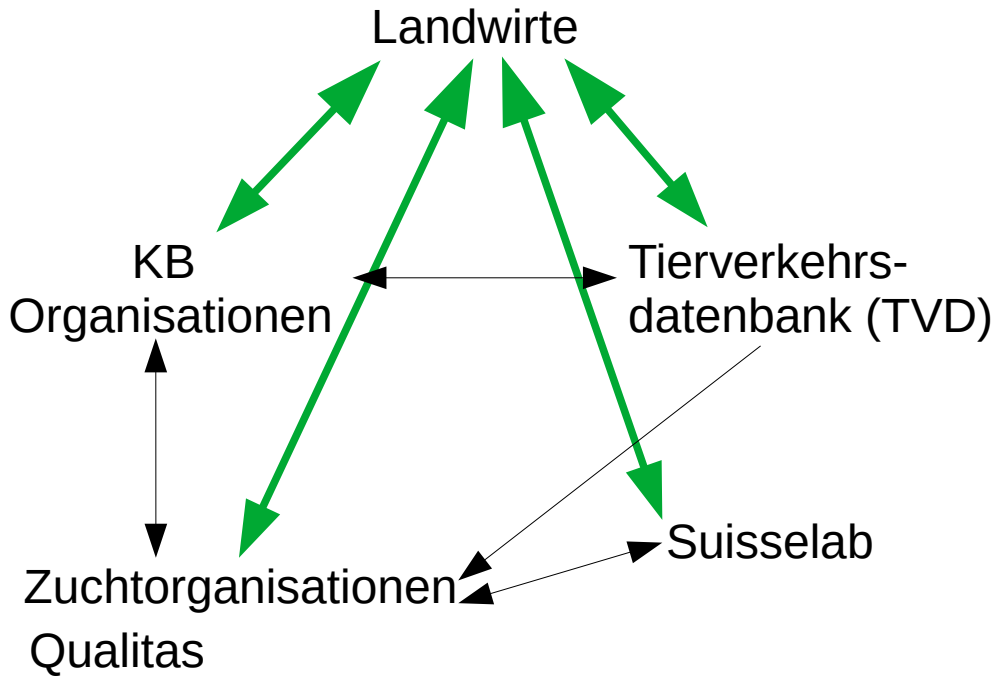 Landwirte
KB
Organisationen
Tierverkehrs-
datenbank (TVD)
Suisselab
Zuchtorganisationen
Qualitas